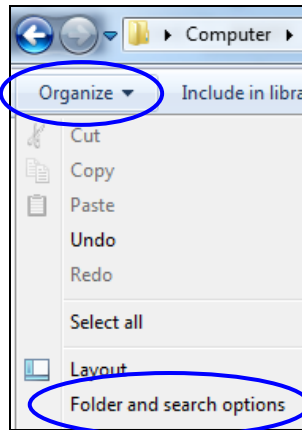 Computer
Organize Include in libra
Cut
Copy
Paste
Undo
Redo
Select all
Layout
Folder and search options